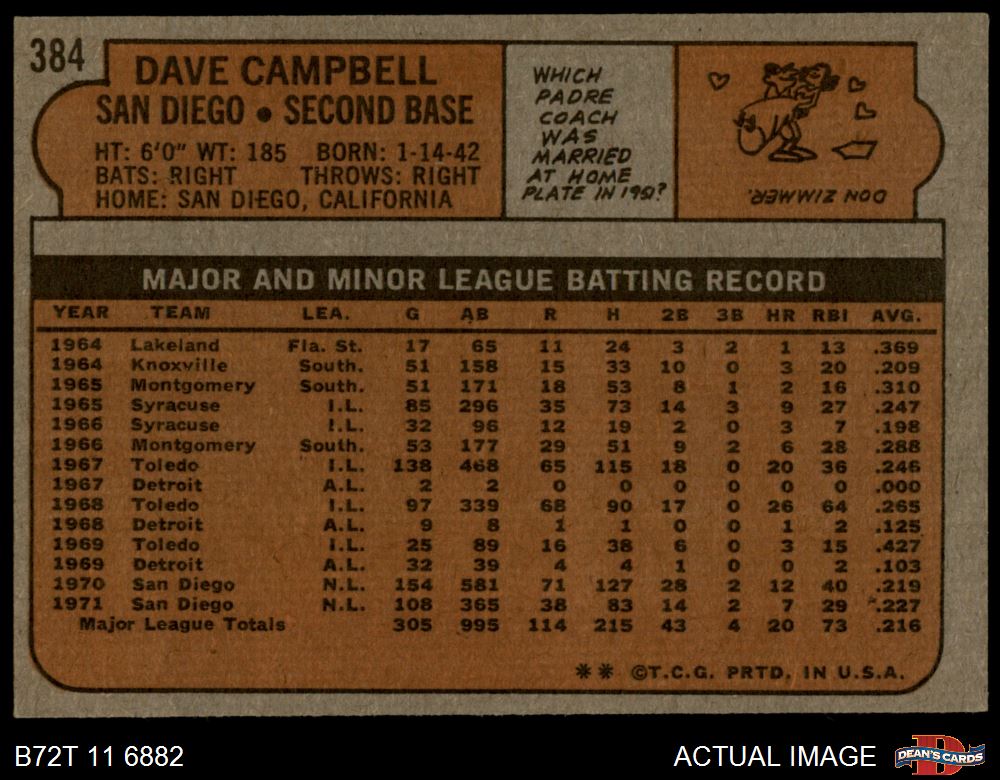 384
DAVE CAMPBELL
SAN DIEGO • SECOND BASE
HT: 6'0" WT: 185 BORN: 1-14-42
BATS: RIGHT THROWS: RIGHT
HOME: SAN DIEGO, CALIFORNIA
WHICH
PADRE
COACH
WAS
MARRIED
AT HOME
PLATE IN 1951?
DON ZIMMER.
MAJOR AND MINOR LEAGUE BATTING RECORD
YEAR TEAM LEA. G AB R H 2B 3B HR RBI AVG.
1964 Lakeland Fla. St. 17 65 11 24 3 2 1 13 .369
1964 Knoxville South. 51 158 15 33 10 0 3 20 .209
1965 Montgomery South. 51 171 18 53 8 1 2 16 .310
1965 Syracuse I.L. 85 296 35 73 14 3 9 27 .247
1966 Syracuse I.L. 32 96 12 19 2 0 3 7 .198
1966 Montgomery South. 53 177 29 51 9 2 6 28 .288
1967 Toledo I.L. 138 468 65 115 18 0 20 36 .246
1967 Detroit A.L. 2 2 0 0 0 0 0 0 .000
1968 Toledo I.L. 97 339 68 90 17 0 26 64 .265
1968 Detroit A.L. 9 8 1 1 0 0 1 2 .125
1969 Toledo I.L. 25 89 16 38 6 0 3 15 .427
1969 Detroit A.L. 32 39 4 4 1 0 0 2 .103
1970 San Diego N.L. 154 581 71 127 28 2 12 40 .219
1971 San Diego N.L. 108 365 38 83 14 2 7 29 .227
Major League Totals 305 995 114 215 43 4 20 73 .216
** ©T.C.G. PRTD. IN U.S.A.
B72T 11 6882
ACTUAL IMAGE
DEAN'S CARDS